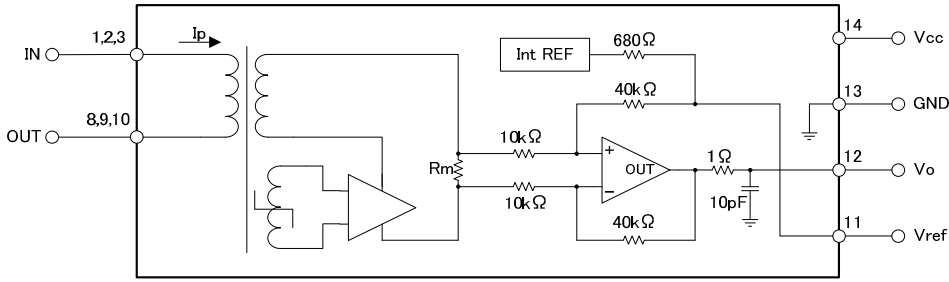 IN
1,2,3
Ip
Int REF
680Ω
14
Vcc
40kΩ
13
GND
OUT
8,9,10
10kΩ
Rm
+
OUT
1Ω
12
Vo
−
10kΩ
10pF
40kΩ
11
Vref